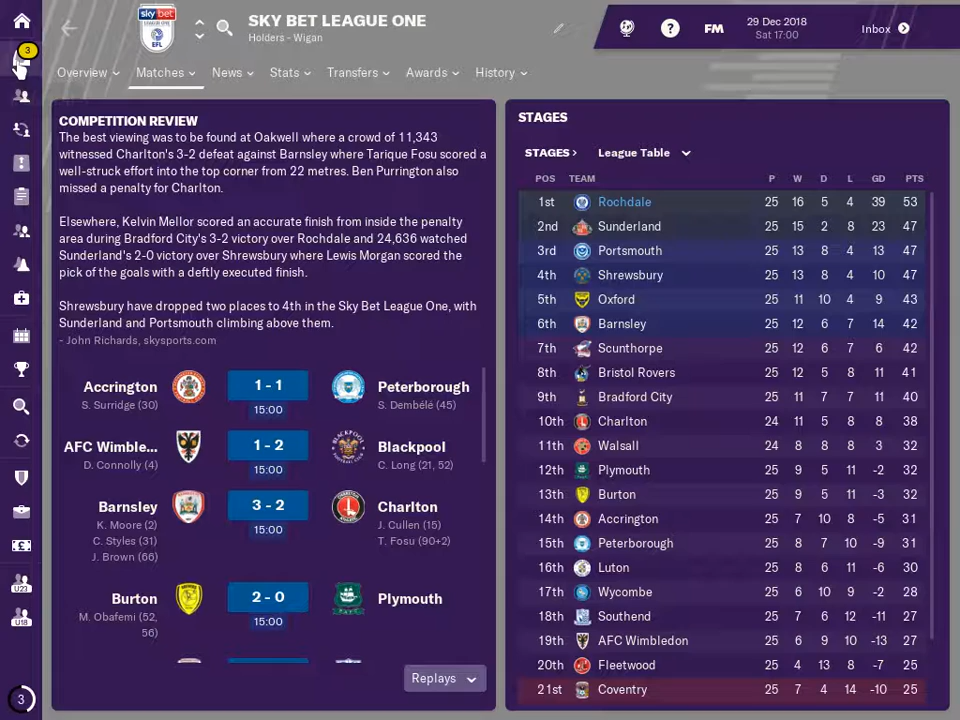 SKY BET LEAGUE ONE
Holders - Wigan
sky bet
EFL
FM
29 Dec 2018
Sat 17:00
Inbox
3
Overview
Matches
News
Stats
Transfers
Awards
History
COMPETITION REVIEW
The best viewing was to be found at Oakwell where a crowd of 11,343
witnessed Charlton's 3-2 defeat against Barnsley where Tarique Fosu scored a
well-struck effort into the top corner from 22 metres. Ben Purrington also
missed a penalty for Charlton.
Elsewhere, Kelvin Mellor scored an accurate finish from inside the penalty
area during Bradford City's 3-2 victory over Rochdale and 24,636 watched
Sunderland's 2-0 victory over Shrewsbury where Lewis Morgan scored the
pick of the goals with a deftly executed finish.
Shrewsbury have dropped two places to 4th in the Sky Bet League One, with
Sunderland and Portsmouth climbing above them.
- John Richards, skysports.com
Accrington 1 - 1 Peterborough
S. Surridge (30) 15:00 S. Dembélé (45)
AFC Wimble... 1 - 2 Blackpool
D. Connolly (4) 15:00 C. Long (21, 52)
Barnsley 3 - 2 Charlton
K. Moore (2) 15:00 J. Cullen (15)
C. Styles (31) T. Fosu (90+2)
J. Brown (66)
Burton 2 - 0 Plymouth
M. Obafemi (52, 15:00
56)
Replays
STAGES
STAGES> League Table
POS TEAM P W D L GD PTS
1st Rochdale 25 16 5 4 39 53
2nd Sunderland 25 15 2 8 23 47
3rd Portsmouth 25 13 8 4 13 47
4th Shrewsbury 25 13 8 4 10 47
5th Oxford 25 11 10 4 9 43
6th Barnsley 25 12 6 7 14 42
7th Scunthorpe 25 12 6 7 6 42
8th Bristol Rovers 25 12 5 8 11 41
9th Bradford City 25 11 7 7 11 40
10th Charlton 24 11 5 8 8 38
11th Walsall 24 8 8 8 3 32
12th Plymouth 25 9 5 11 -2 32
13th Burton 25 9 5 11 -3 32
14th Accrington 25 7 10 8 -5 31
15th Peterborough 25 8 7 10 -9 31
16th Luton 25 8 6 11 -6 30
17th Wycombe 25 6 10 9 -2 28
18th Southend 25 7 6 12 -11 27
19th AFC Wimbledon 25 6 9 10 -13 27
20th Fleetwood 25 4 13 8 -7 25
21st Coventry 25 7 4 14 -10 25
U23
U18
3